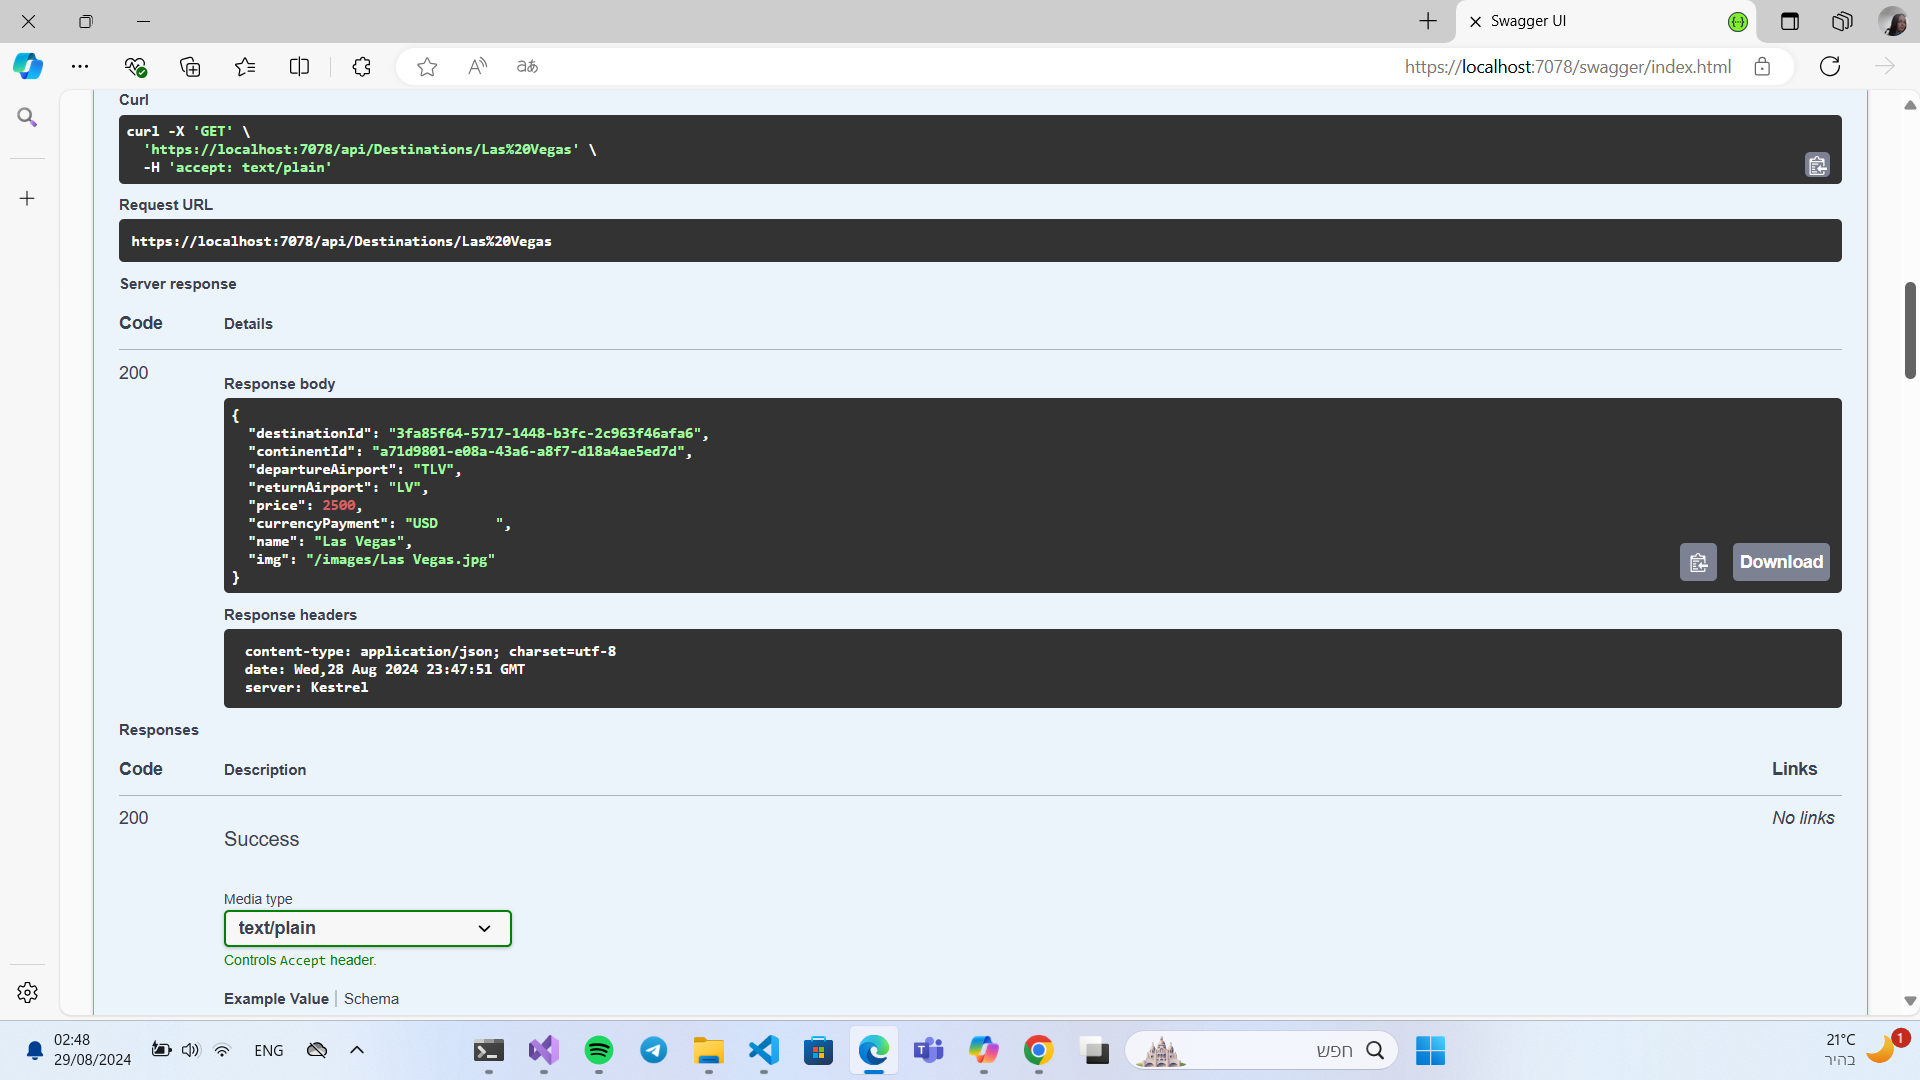 Swagger UI
https://localhost:7078/swagger/index.html
Curl
curl -X 'GET' \
'https://localhost:7078/api/Destinations/Las%20Vegas' \
-H 'accept: text/plain'
Request URL
https://localhost:7078/api/Destinations/Las%20Vegas
Server response
Code Details
200
Response body
{
"destinationId": "3fa85f64-5717-1448-b3fc-2c963f46afa6",
"continentId": "a71d9801-e08a-43a6-a8f7-d18a4ae5ed7d",
"departureAirport": "TLV",
"returnAirport": "LV",
"price": 2500,
"currencyPayment": "USD       ",
"name": "Las Vegas",
"img": "/images/Las Vegas.jpg"
}
Download
Response headers
content-type: application/json; charset=utf-8
date: Wed,28 Aug 2024 23:47:51 GMT
server: Kestrel
Responses
Code Description Links
200 No links
Success
Media type
text/plain
Controls Accept header.
Example Value Schema
02:48
29/08/2024
ENG
חפש
21°C
בהיר
1